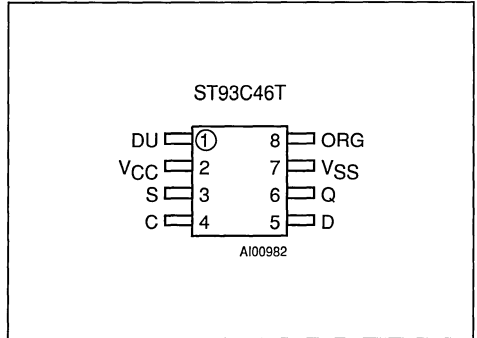 ST93C46T
DU 1 8 ORG
VCC 2 7 VSS
S 3 6 Q
C 4 5 D
AI00982